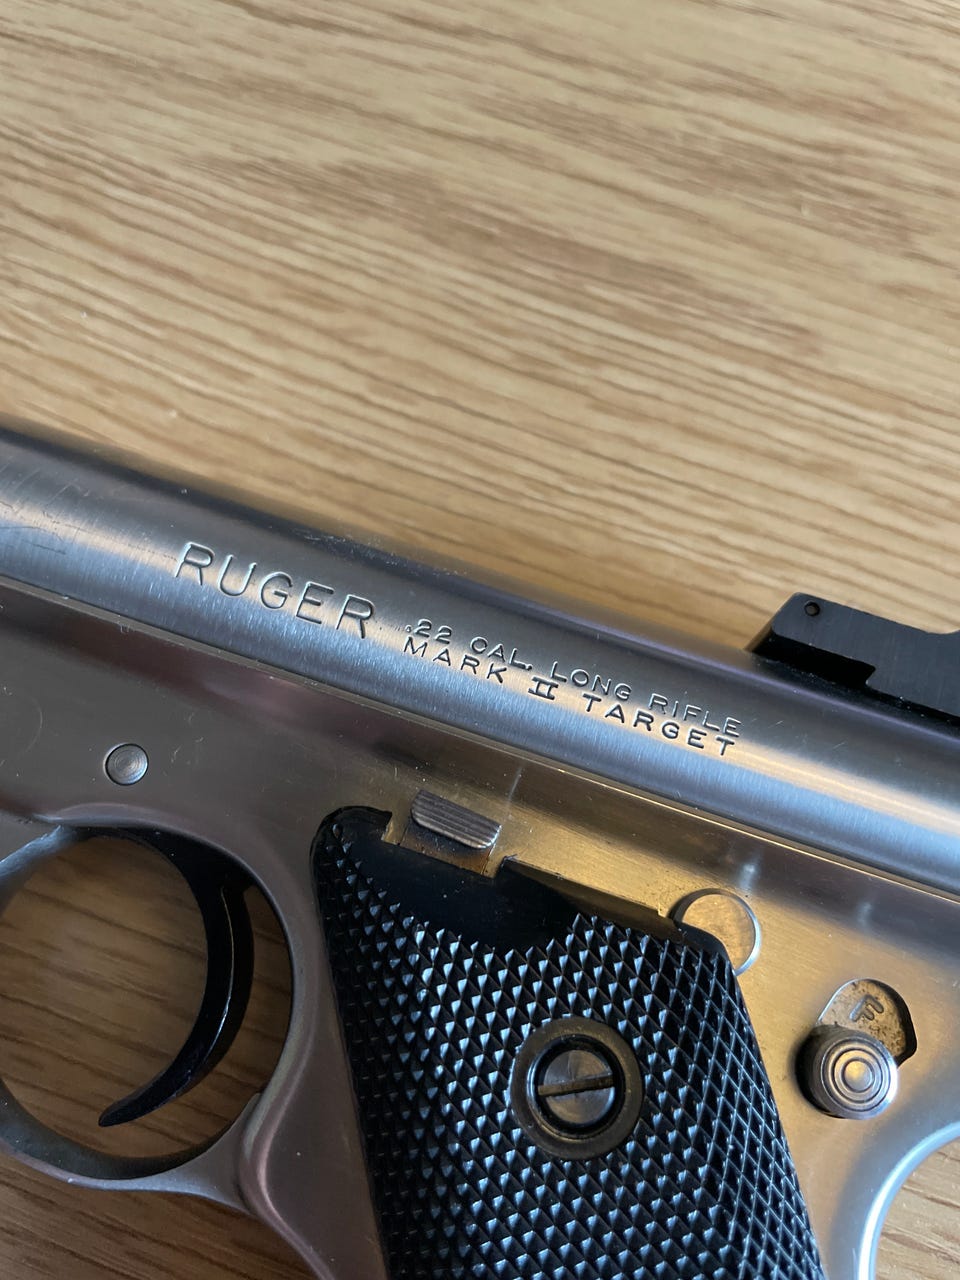 RUGER
.22 CAL. LONG RIFLE
MARK II TARGET
F